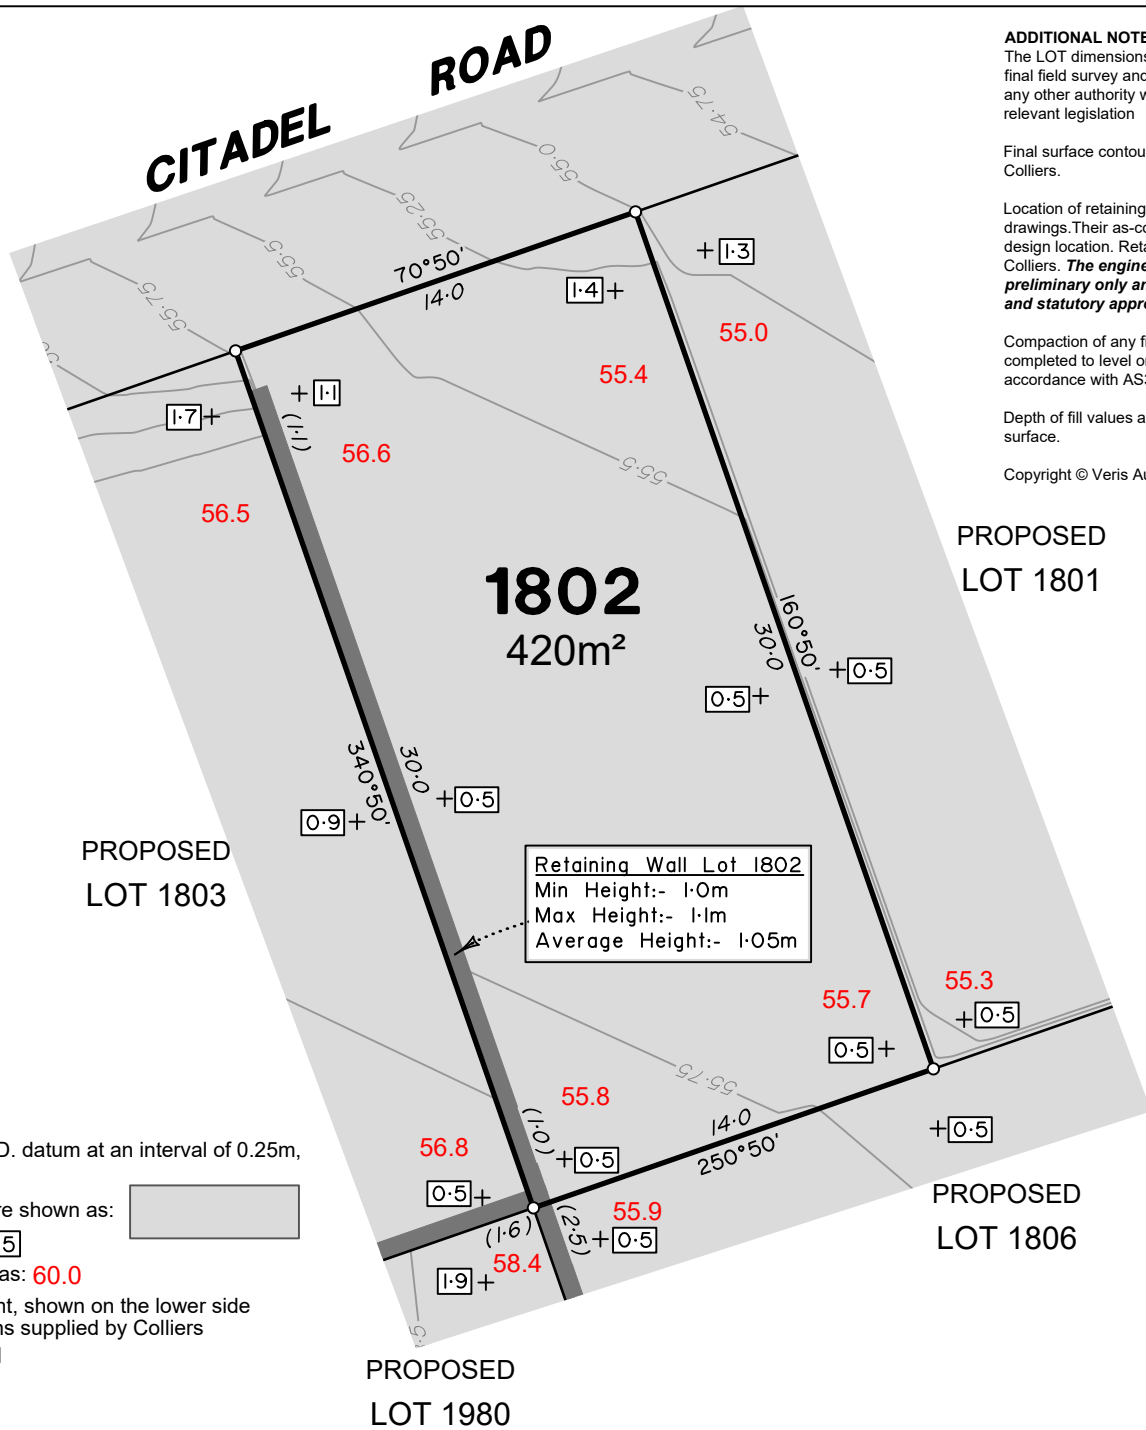 CITADEL ROAD
ADDITIONAL NOTE
The LOT dimensions
final field survey and
any other authority w
relevant legislation
Final surface contou
Colliers.
Location of retaining
drawings.Their as-co
design location. Reta
Colliers. The engine
preliminary only an
and statutory appro
Compaction of any fi
completed to level o
accordance with AS3
Depth of fill values a
surface.
Copyright © Veris Au
54·75
55·0
55·25
55·5
55·75
70°50'
14·0
1·3
1·4
55.0
55.4
1·7
1·1
(1·1)
56.6
56.5
55·5
1802
420m²
PROPOSED
LOT 1801
160°50'
30·0
0·5
0·5
340°50'
30·0
0·5
0·9
PROPOSED
LOT 1803
Retaining Wall Lot 1802
Min Height:- 1·0m
Max Height:- 1·1m
Average Height:- 1·05m
55.3
55.7
0·5
0·5
55·75
55.8
(1·0)
0·5
14·0
250°50'
0·5
56.8
0·5
(1·6)
(2·5)
55.9
0·5
58.4
1·9
PROPOSED
LOT 1806
PROPOSED
LOT 1980
D. datum at an interval of 0.25m,
re shown as:
5
as: 60.0
nt, shown on the lower side
ns supplied by Colliers